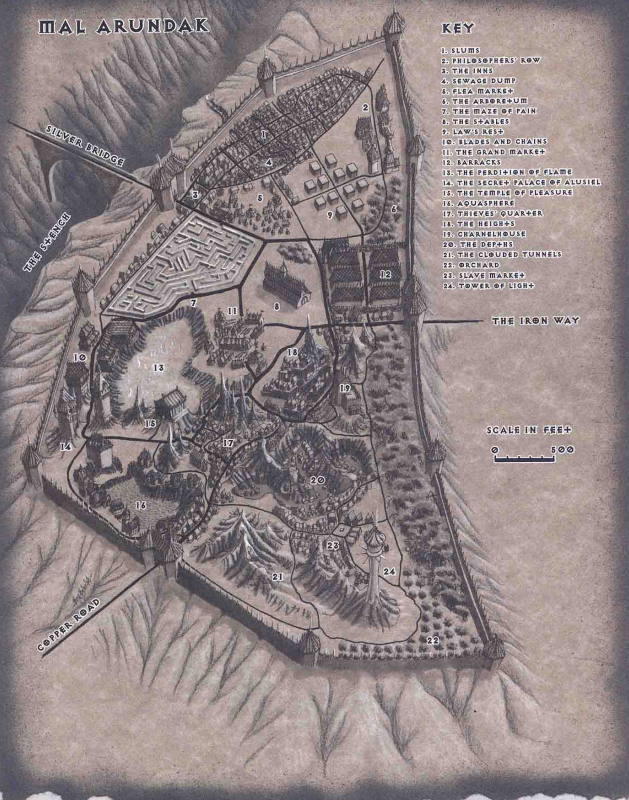 MAL ARUNDAK
KEY
1. SLUMS
2. PHILOSOPHERS' ROW
3. THE INNS
4. SEWAGE DUMP
5. FLEA MARKET
6. THE ARBORETUM
7. THE MAZE OF PAIN
8. THE STABLES
9. LAW'S REST
10. BLADES AND CHAINS
11. THE GRAND MARKET
12. BARRACKS
13. THE PERDITION OF FLAME
14. THE SECRET PALACE OF ALUSIEL
15. THE TEMPLE OF PLEASURE
16. AQUASPHERE
17. THIEVES' QUARTER
18. THE HEIGHTS
19. CHARNELHOUSE
20. THE DEPTHS
21. THE CLOUDED TUNNELS
22. ORCHARD
23. SLAVE MARKET
24. TOWER OF LIGHT
SILVER BRIDGE
THE STENCH
THE IRON WAY
SCALE IN FEET
0 500
COPPER ROAD
1
2
3
4
5
6
9
7
8
12
11
10
13
18
19
15
17
14
20
16
23
21
24
22